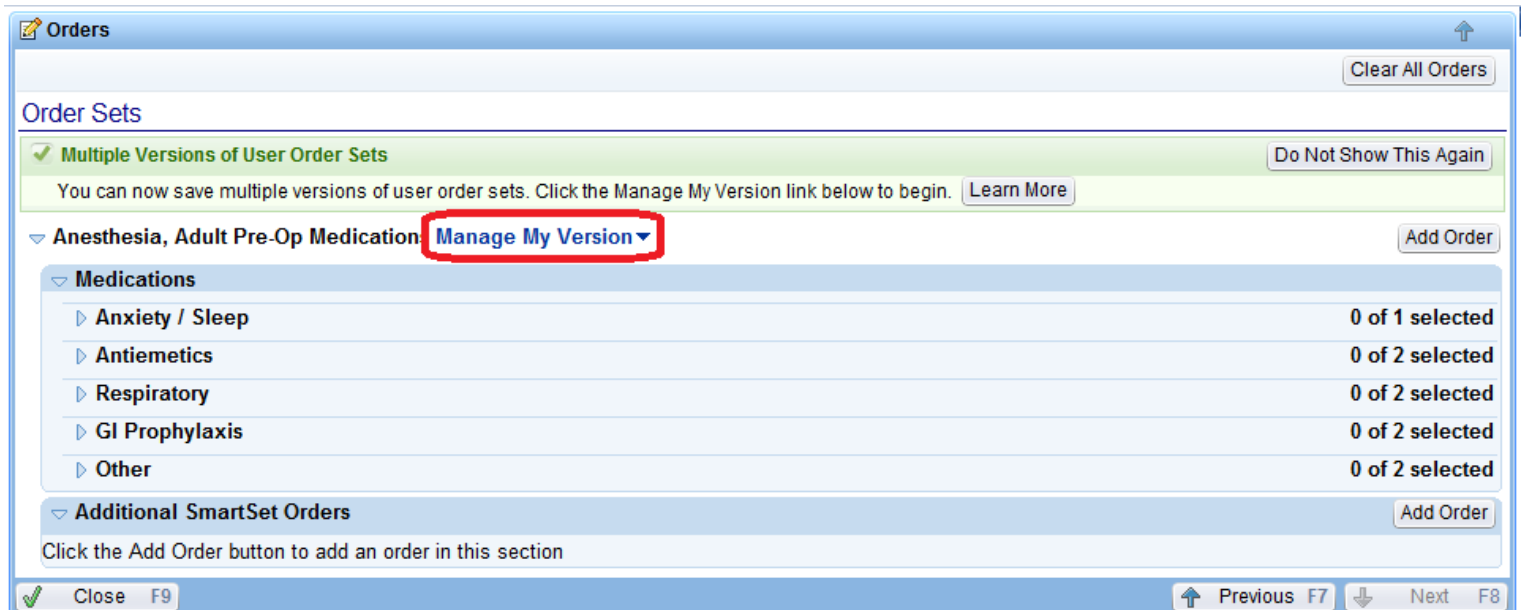 Orders
Clear All Orders
Order Sets
Multiple Versions of User Order Sets Do Not Show This Again
You can now save multiple versions of user order sets. Click the Manage My Version link below to begin. Learn More
Anesthesia, Adult Pre-Op Medication Manage My Version Add Order
Medications
Anxiety / Sleep 0 of 1 selected
Antiemetics 0 of 2 selected
Respiratory 0 of 2 selected
GI Prophylaxis 0 of 2 selected
Other 0 of 2 selected
Additional SmartSet Orders Add Order
Click the Add Order button to add an order in this section
Close F9 Previous F7 Next F8